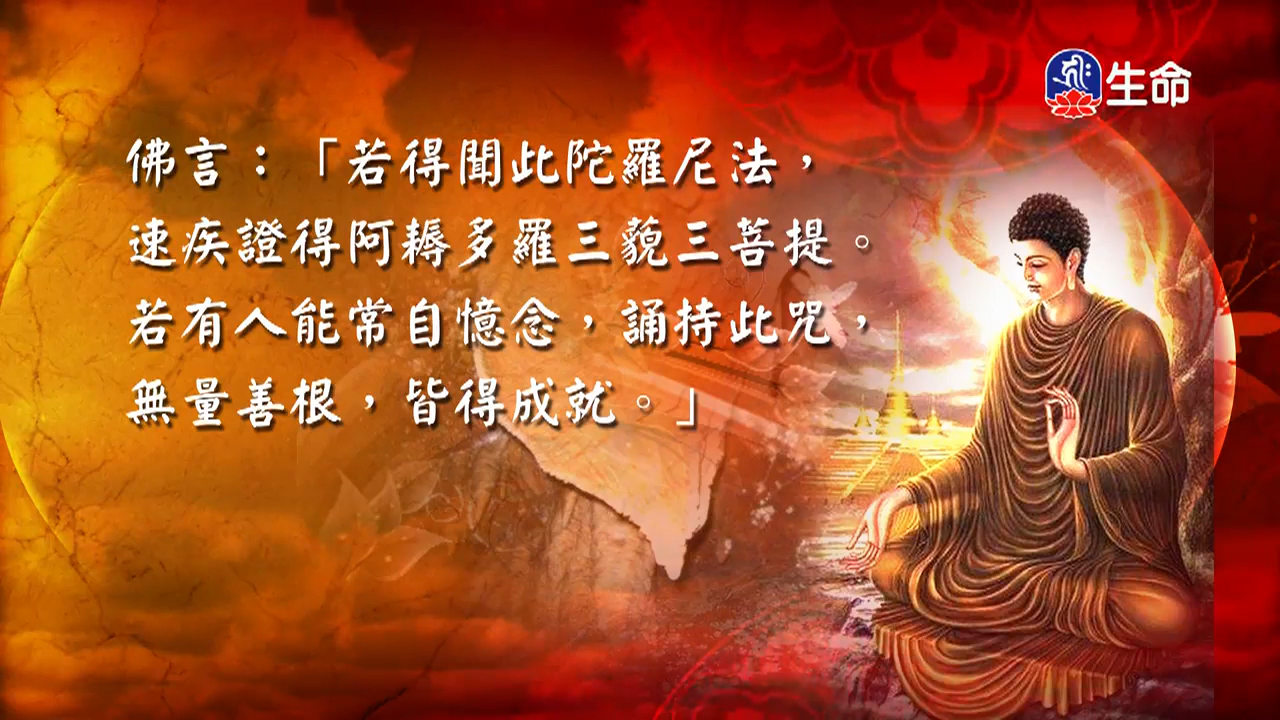 生命
佛言：「若得聞此陀羅尼法，
速疾證得阿耨多羅三藐三菩提。
若有人能常自憶念，誦持此咒，
無量善根，皆得成就。」